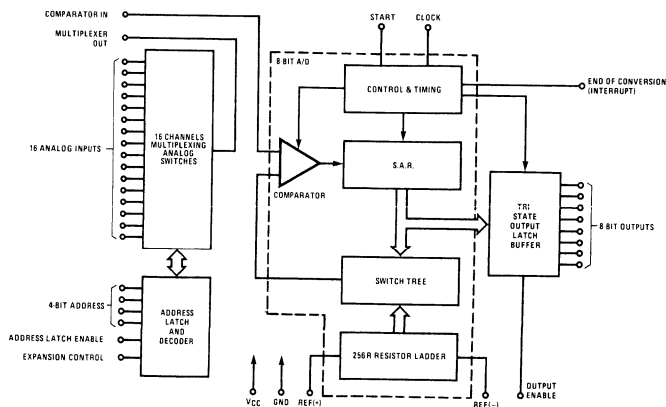 COMPARATOR IN
MULTIPLEXER
OUT
START
CLOCK
8-BIT A/D
CONTROL & TIMING
END OF CONVERSION
(INTERRUPT)
16 ANALOG INPUTS
16 CHANNELS
MULTIPLEXING
ANALOG
SWITCHES
COMPARATOR
S.A.R.
TRI
STATE
OUTPUT
LATCH
BUFFER
8-BIT OUTPUTS
SWITCH TREE
4-BIT ADDRESS
ADDRESS LATCH ENABLE
EXPANSION CONTROL
ADDRESS
LATCH
AND
DECODER
256R RESISTOR LADDER
VCC
GND
REF(+)
REF(−)
OUTPUT
ENABLE